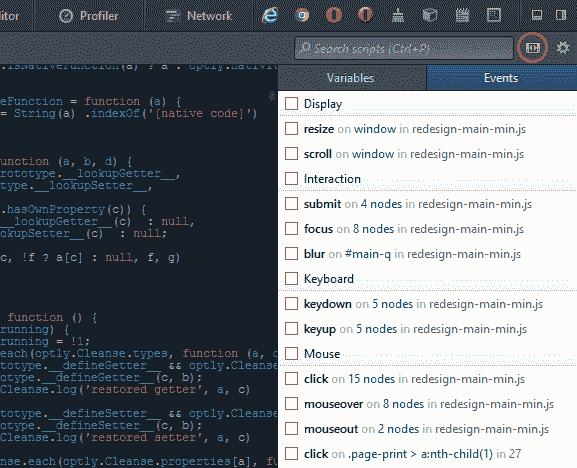 itor
Profiler
Network
Search scripts (Ctrl+P)
Variables
Events
.isNativeFunction(a) ? a : optly.nativ
eFunction = function (a) {
= String(a) .indexOf('[native code]')
unction (a, b, d) {
rototype.__lookupGetter__,
type.__lookupSetter__,
.hasOwnProperty(c)) {
__lookupGetter__(c)  : null,
okupSetter__(c)  : null;
c, !f ? a[c] : null, f, g)
function () {
running) {
running = !1;
each(optly.Cleanse.types, function (a, c
totype.__defineGetter__ && optly.Cleanse
otype.__defineGetter__(c, b);
Cleanse.log('restored getter', a, c)
totype.__defineSetter__ && optly.Cleanse
otype.__defineSetter__(c, b);
Cleanse.log('restored setter', a, c)
nse.each(optly.Cleanse.properties[a], fu
Display
resize on window in redesign-main-min.js
scroll on window in redesign-main-min.js
Interaction
submit on 4 nodes in redesign-main-min.js
focus on 8 nodes in redesign-main-min.js
blur on #main-q in redesign-main-min.js
Keyboard
keydown on 5 nodes in redesign-main-min.js
keyup on 5 nodes in redesign-main-min.js
Mouse
click on 15 nodes in redesign-main-min.js
mouseover on 8 nodes in redesign-main-min.js
mouseout on 2 nodes in redesign-main-min.js
click on .page-print > a:nth-child(1) in 27